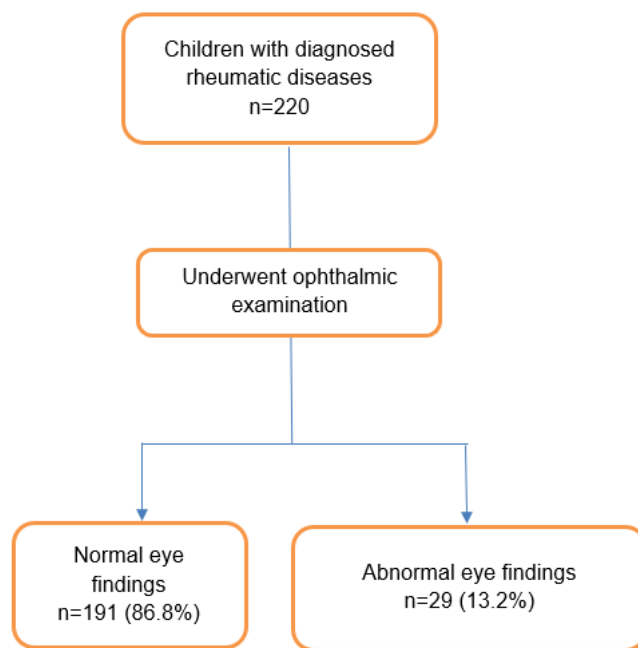 Children with diagnosed
rheumatic diseases
n=220
Underwent ophthalmic
examination
Normal eye
findings
n=191 (86.8%)
Abnormal eye findings
n=29 (13.2%)